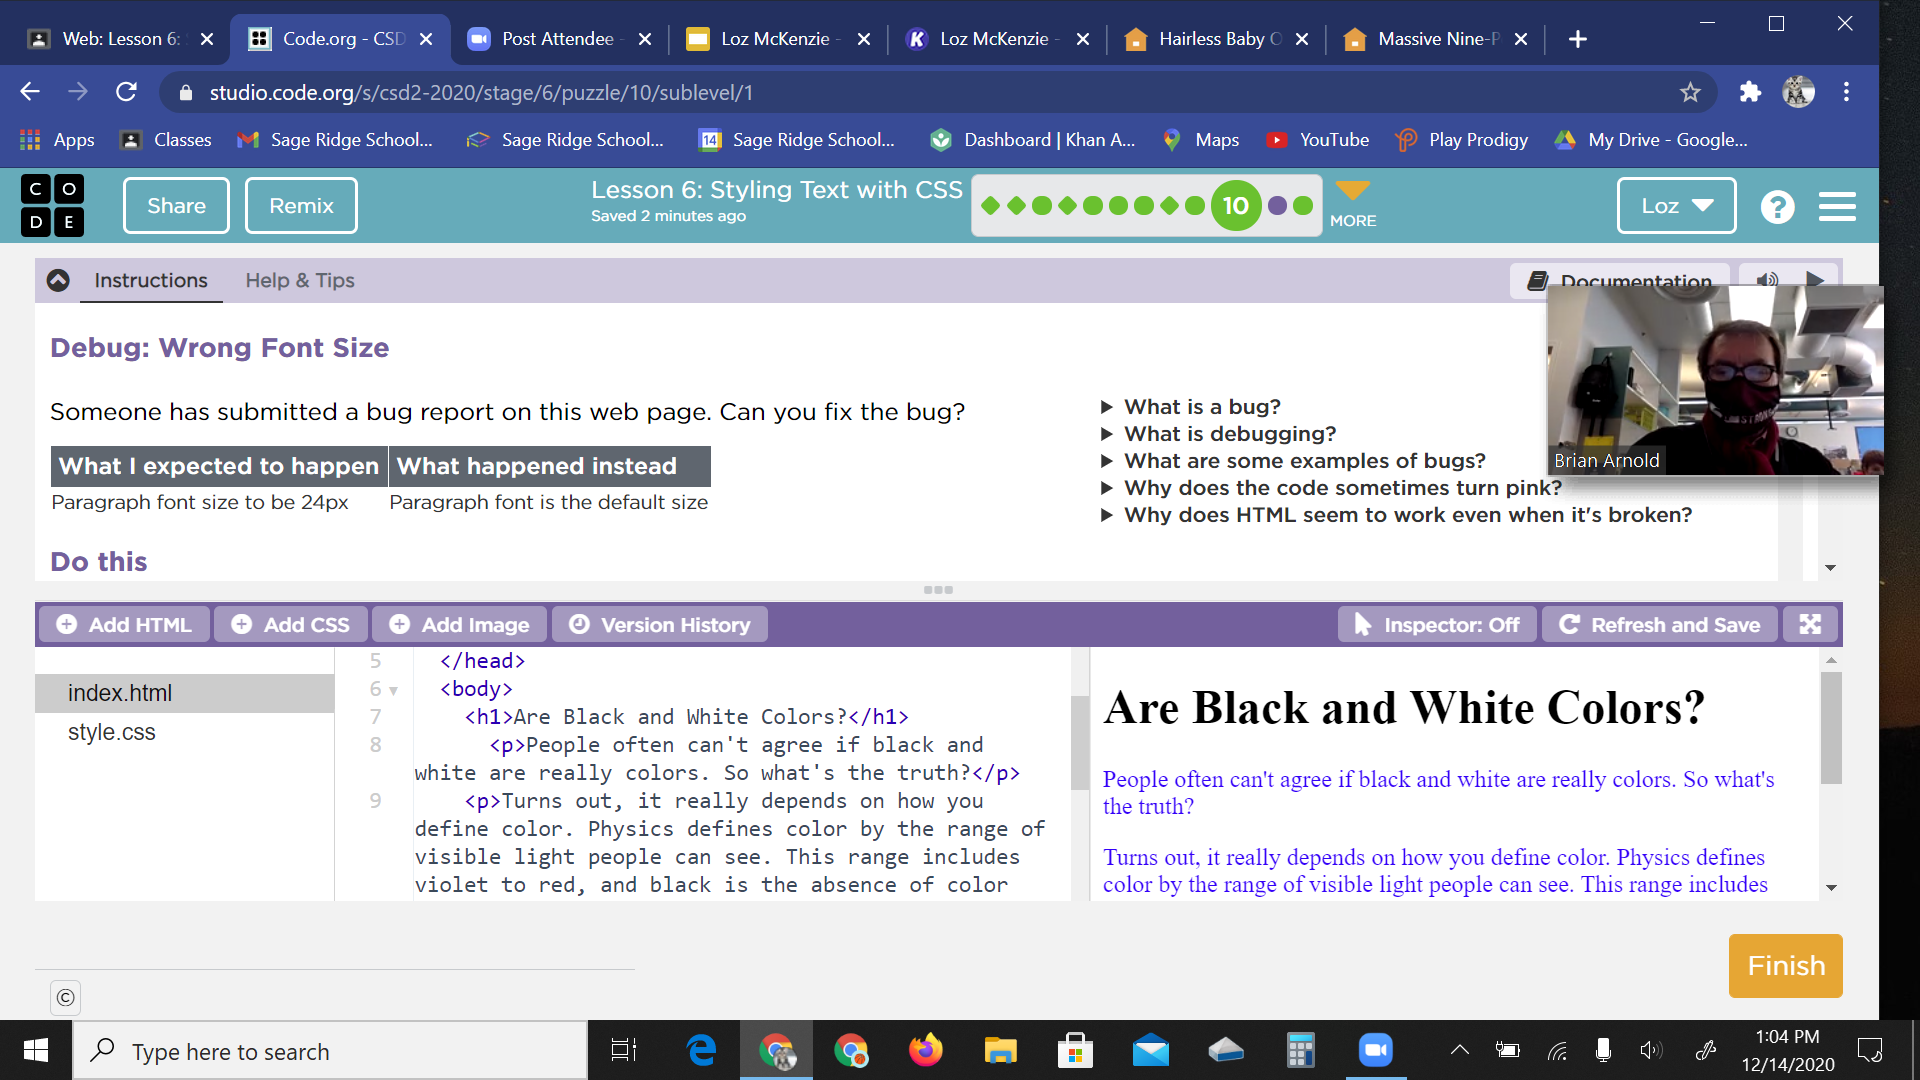 Web: Lesson 6:
Code.org - CSD
Post Attendee -
Loz McKenzie -
Loz McKenzie -
Hairless Baby O
Massive Nine-P
studio.code.org/s/csd2-2020/stage/6/puzzle/10/sublevel/1
Apps
Classes
Sage Ridge School...
Sage Ridge School...
14
Sage Ridge School...
Dashboard | Khan A...
Maps
YouTube
Play Prodigy
My Drive - Google...
C O
D E
Share
Remix
Lesson 6: Styling Text with CSS
Saved 2 minutes ago
10
MORE
Loz
?
Instructions
Help & Tips
Documentation
Debug: Wrong Font Size
Someone has submitted a bug report on this web page. Can you fix the bug?
What I expected to happen
What happened instead
Paragraph font size to be 24px
Paragraph font is the default size
Do this
What is a bug?
What is debugging?
What are some examples of bugs?
Why does the code sometimes turn pink?
Why does HTML seem to work even when it's broken?
Brian Arnold
Add HTML
Add CSS
Add Image
Version History
Inspector: Off
Refresh and Save
index.html
style.css
5 </head>
6 <body>
7 <h1>Are Black and White Colors?</h1>
8 <p>People often can't agree if black and
white are really colors. So what's the truth?</p>
9 <p>Turns out, it really depends on how you
define color. Physics defines color by the range of
visible light people can see. This range includes
violet to red, and black is the absence of color
Are Black and White Colors?
People often can't agree if black and white are really colors. So what's
the truth?
Turns out, it really depends on how you define color. Physics defines
color by the range of visible light people can see. This range includes
Finish
©
Type here to search
1:04 PM
12/14/2020